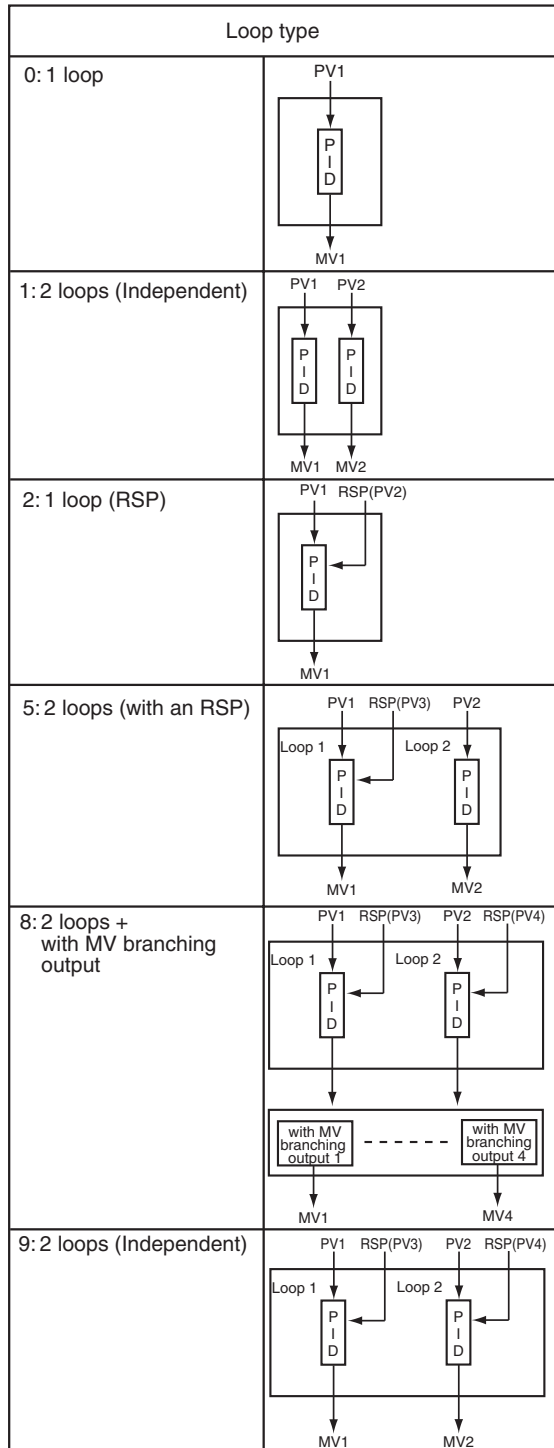 Loop type
0: 1 loop
PV1
P
I
D
MV1
1: 2 loops (Independent)
PV1 PV2
P P
I I
D D
MV1 MV2
2: 1 loop (RSP)
PV1 RSP(PV2)
P
I
D
MV1
5: 2 loops (with an RSP)
PV1 RSP(PV3) PV2
Loop 1 Loop 2
P P
I I
D D
MV1 MV2
8: 2 loops +
with MV branching
output
PV1 RSP(PV3) PV2 RSP(PV4)
Loop 1 Loop 2
P P
I I
D D
with MV with MV
branching branching
output 1 output 4
MV1 MV4
9: 2 loops (Independent)
PV1 RSP(PV3) PV2 RSP(PV4)
Loop 1 Loop 2
P P
I I
D D
MV1 MV2